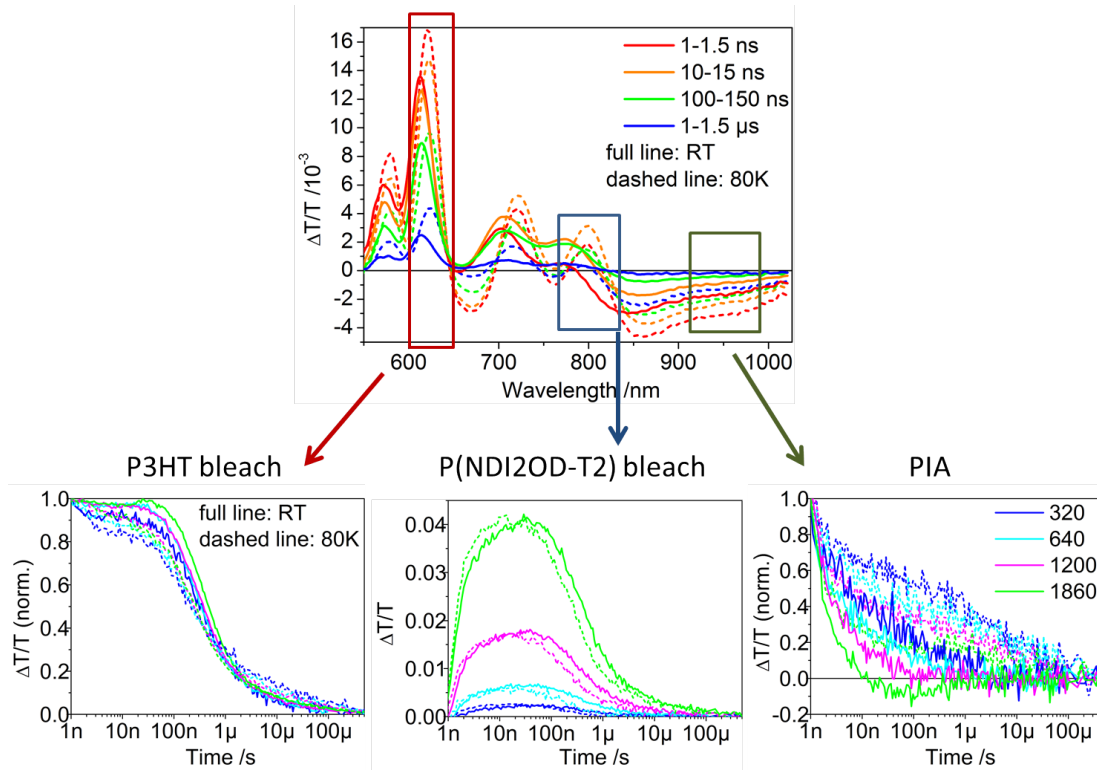 16
14
12
10
8
6
4
2
0
-2
-4
ΔT/T /10⁻³
1-1.5 ns
10-15 ns
100-150 ns
1-1.5 µs
full line: RT
dashed line: 80K
600 700 800 900 1000
Wavelength /nm
P3HT bleach
P(NDI2OD-T2) bleach
PIA
1.0
0.8
0.6
0.4
0.2
0.0
ΔT/T (norm.)
full line: RT
dashed line: 80K
1n 10n 100n 1µ 10µ 100µ
Time /s
0.04
0.03
0.02
0.01
0.00
ΔT/T
1n 10n 100n 1µ 10µ 100µ
Time /s
1.0
0.8
0.6
0.4
0.2
0.0
-0.2
ΔT/T (norm.)
320
640
1200
1860
1n 10n 100n 1µ 10µ 100µ
Time /s